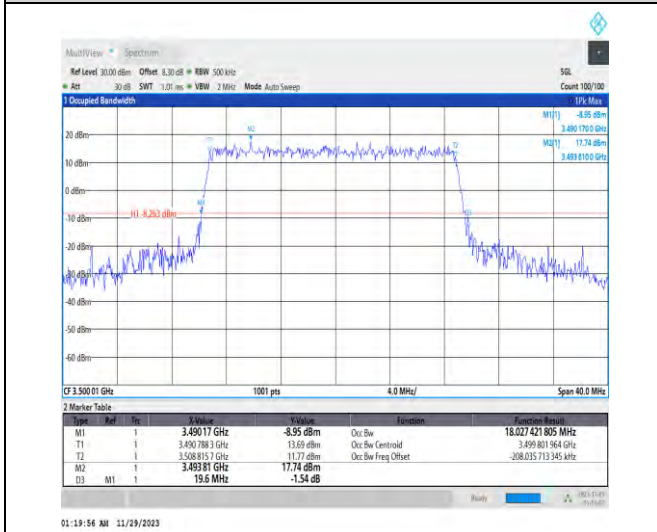 MultiView Spectrum
Ref Level 30.00 dBm Offset 8.30 dB RBW 500 kHz SGL
Att 30 dB SWT 1.01 ms VBW 2 MHz Mode Auto Sweep Count 100/100
1 Occupied Bandwidth 1Pk Max
M1[1] -8.95 dBm
3.490 170 0 GHz
M2[1] 17.74 dBm
3.493 810 0 GHz
M2
T1
T2
20 dBm
10 dBm
0 dBm
M1
D3
H1 -8.263 dBm
-10 dBm
-20 dBm
-30 dBm
-40 dBm
-50 dBm
-60 dBm
CF 3.500 01 GHz 1001 pts 4.0 MHz/ Span 40.0 MHz
2 Marker Table
Type Ref Trc X-Value Y-Value Function Function Result
M1 1 3.490 17 GHz -8.95 dBm Occ Bw 18.027 421 805 MHz
T1 1 3.490 788 3 GHz 13.69 dBm Occ Bw Centroid 3.499 801 964 GHz
T2 1 3.508 815 7 GHz 11.77 dBm Occ Bw Freq Offset -208.035 713 345 kHz
M2 1 3.493 81 GHz 17.74 dBm
D3 M1 1 19.6 MHz -1.54 dB
Ready
01:19:56 AM 11/29/2023